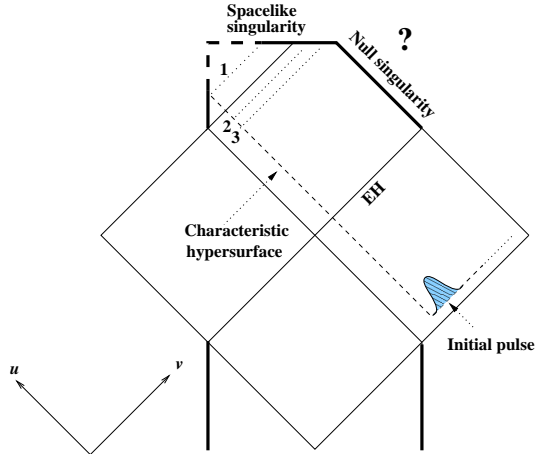 Spacelike
singularity
?
Null singularity
1
2
3
EH
Characteristic
hypersurface
Initial pulse
u
v